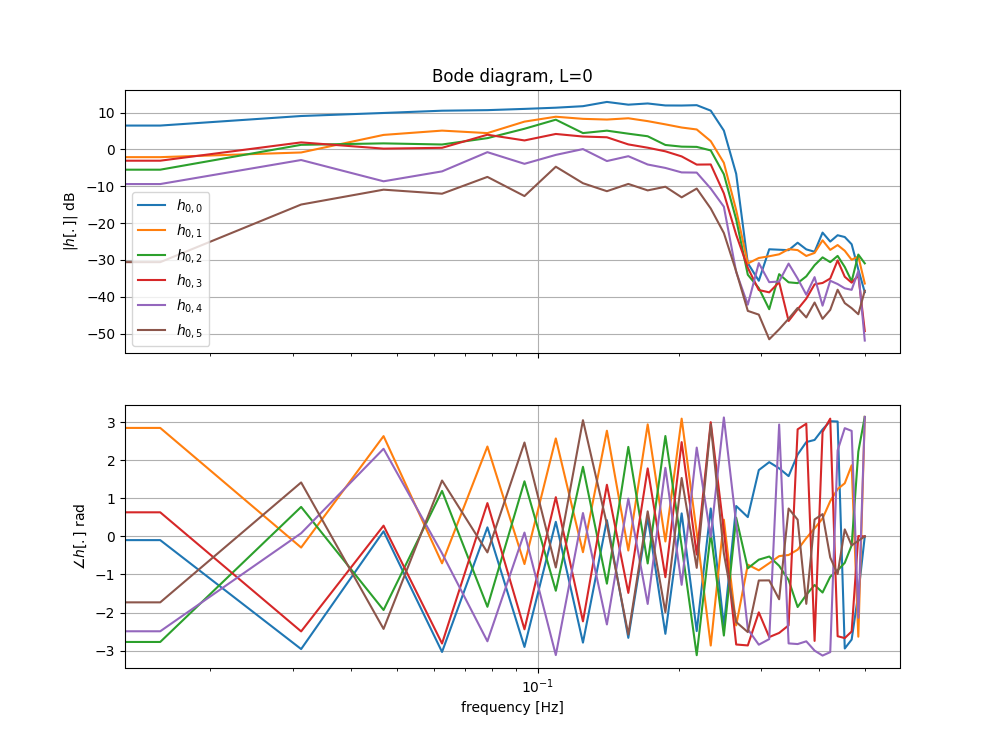 Bode diagram, L=0
|h[.]| dB
10
0
−10
−20
−30
−40
−50
h0,0
h0,1
h0,2
h0,3
h0,4
h0,5
∠h[.] rad
3
2
1
0
−1
−2
−3
10−1
frequency [Hz]